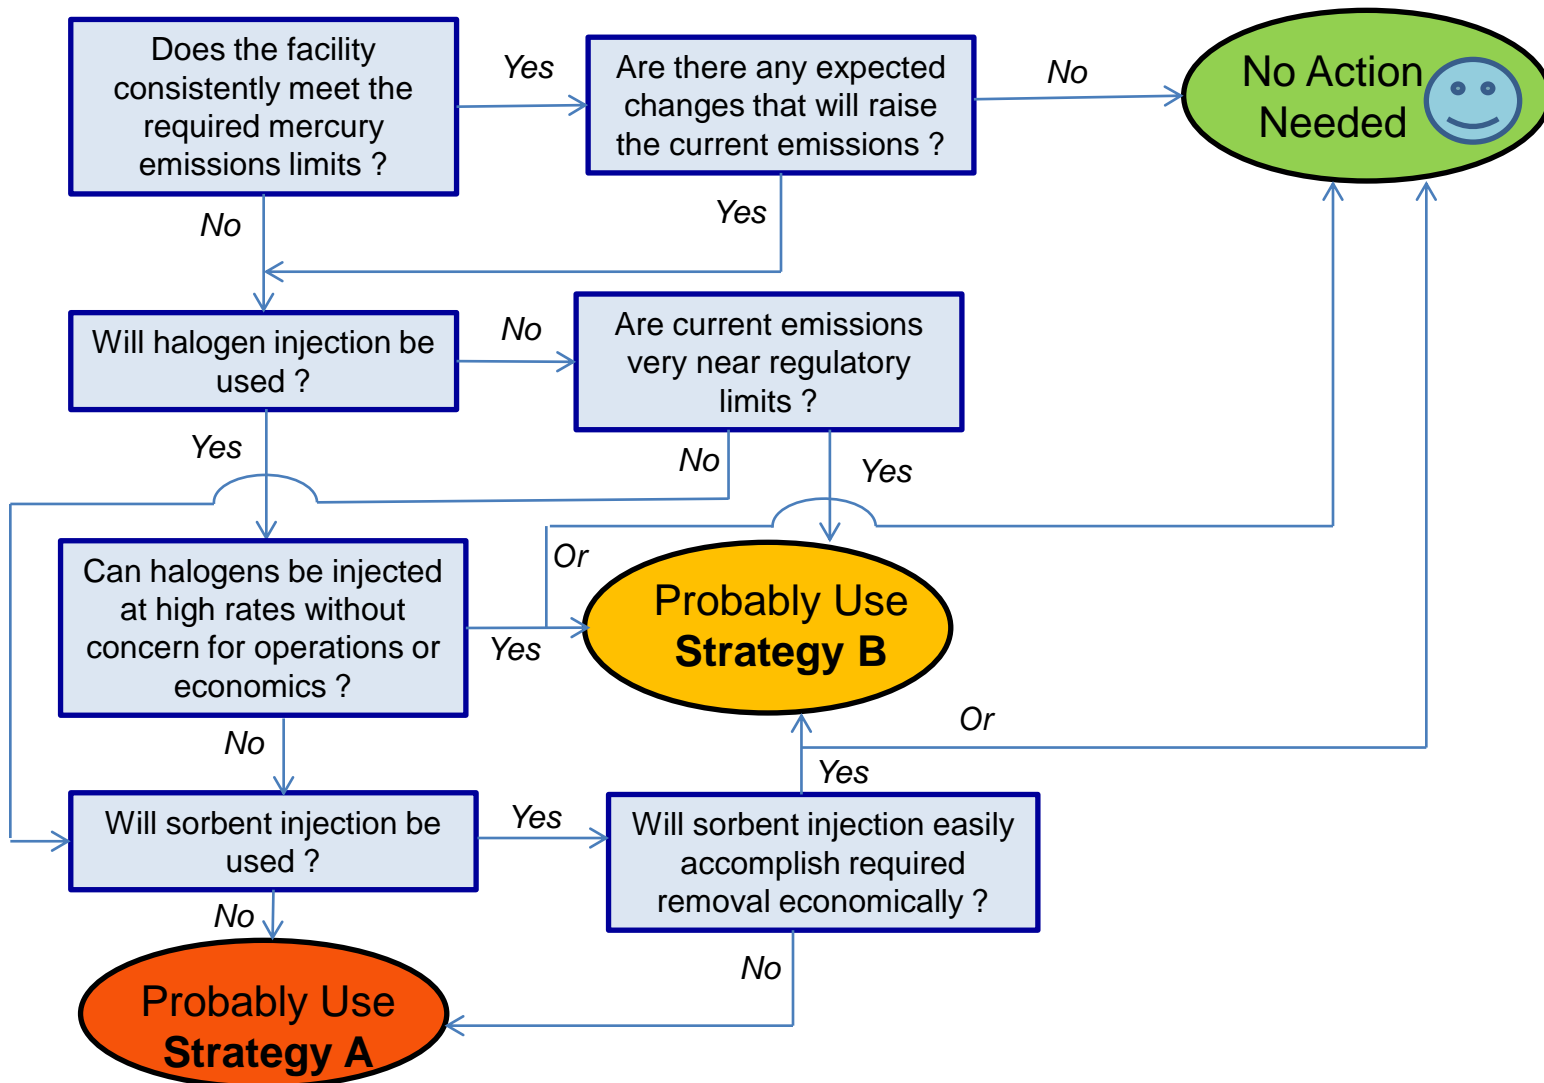 Does the facility
consistently meet the
required mercury
emissions limits ?
Yes
Are there any expected
changes that will raise
the current emissions ?
No
No Action
Needed
No
Yes
Will halogen injection be
used ?
No
Are current emissions
very near regulatory
limits ?
Yes
No
Yes
Can halogens be injected
at high rates without
concern for operations or
economics ?
Or
Yes
Probably Use
Strategy B
No
Or
Yes
Will sorbent injection be
used ?
Yes
Will sorbent injection easily
accomplish required
removal economically ?
No
No
Probably Use
Strategy A